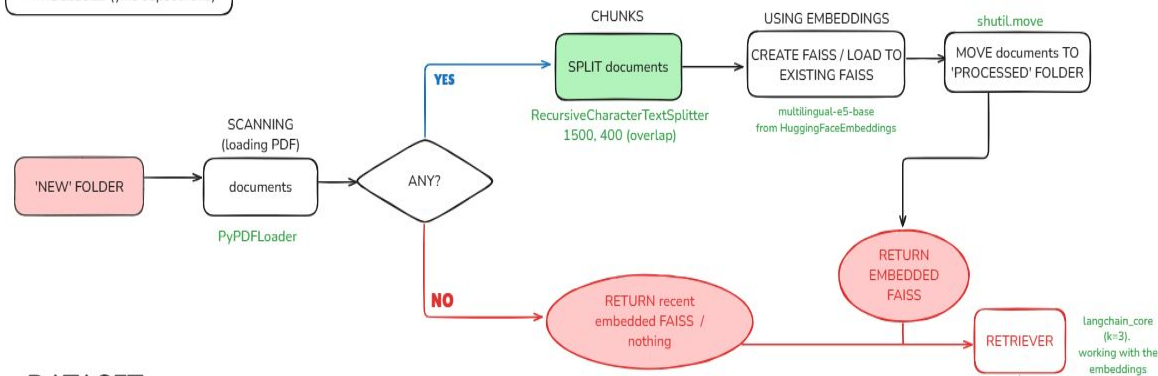 CHUNKS
USING EMBEDDINGS
shutil.move
SPLIT documents
CREATE FAISS / LOAD TO
EXISTING FAISS
MOVE documents TO
'PROCESSED' FOLDER
YES
RecursiveCharacterTextSplitter
1500, 400 (overlap)
multilingual-e5-base
from HuggingFaceEmbeddings
SCANNING
(loading PDF)
'NEW' FOLDER
documents
ANY?
PyPDFLoader
RETURN
EMBEDDED
FAISS
NO
RETURN recent
embedded FAISS /
nothing
RETRIEVER
langchain_core
(k=3).
working with the
embeddings